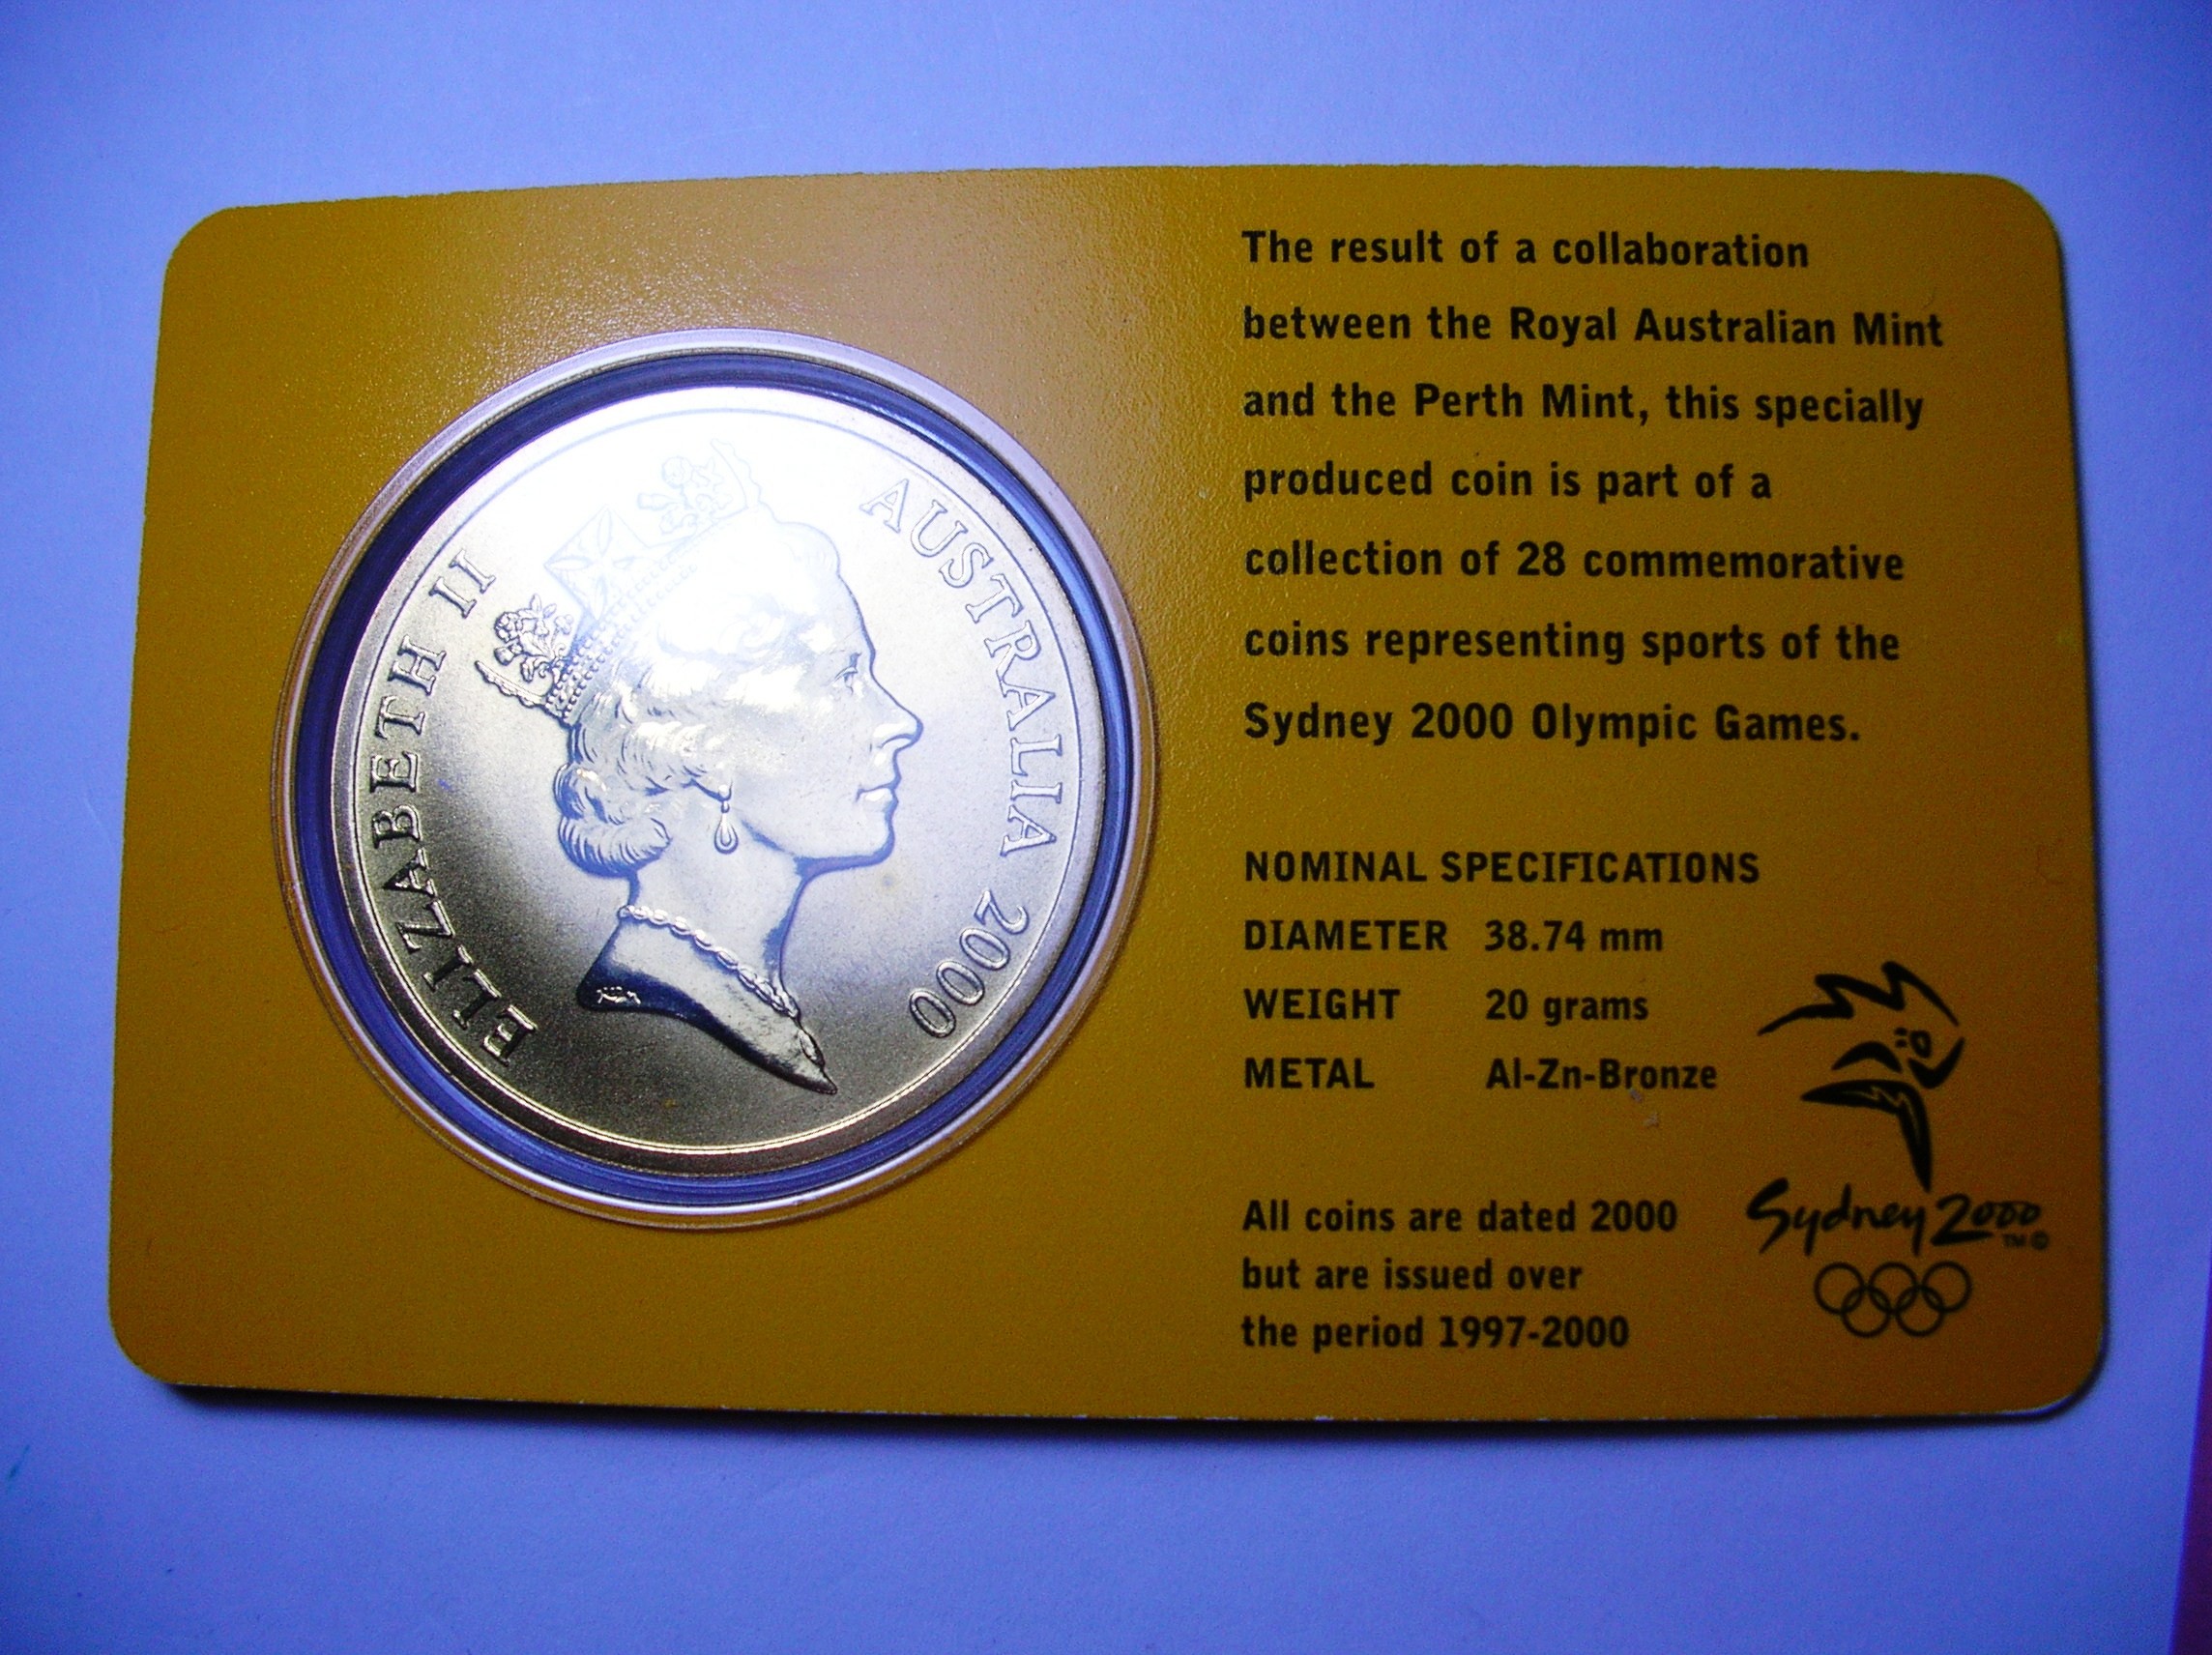 ELIZABETH II
AUSTRALIA 2000
The result of a collaboration
between the Royal Australian Mint
and the Perth Mint, this specially
produced coin is part of a
collection of 28 commemorative
coins representing sports of the
Sydney 2000 Olympic Games.
NOMINAL SPECIFICATIONS
DIAMETER 38.74 mm
WEIGHT 20 grams
METAL Al-Zn-Bronze
All coins are dated 2000
but are issued over
the period 1997-2000
Sydney 2000
TM ©